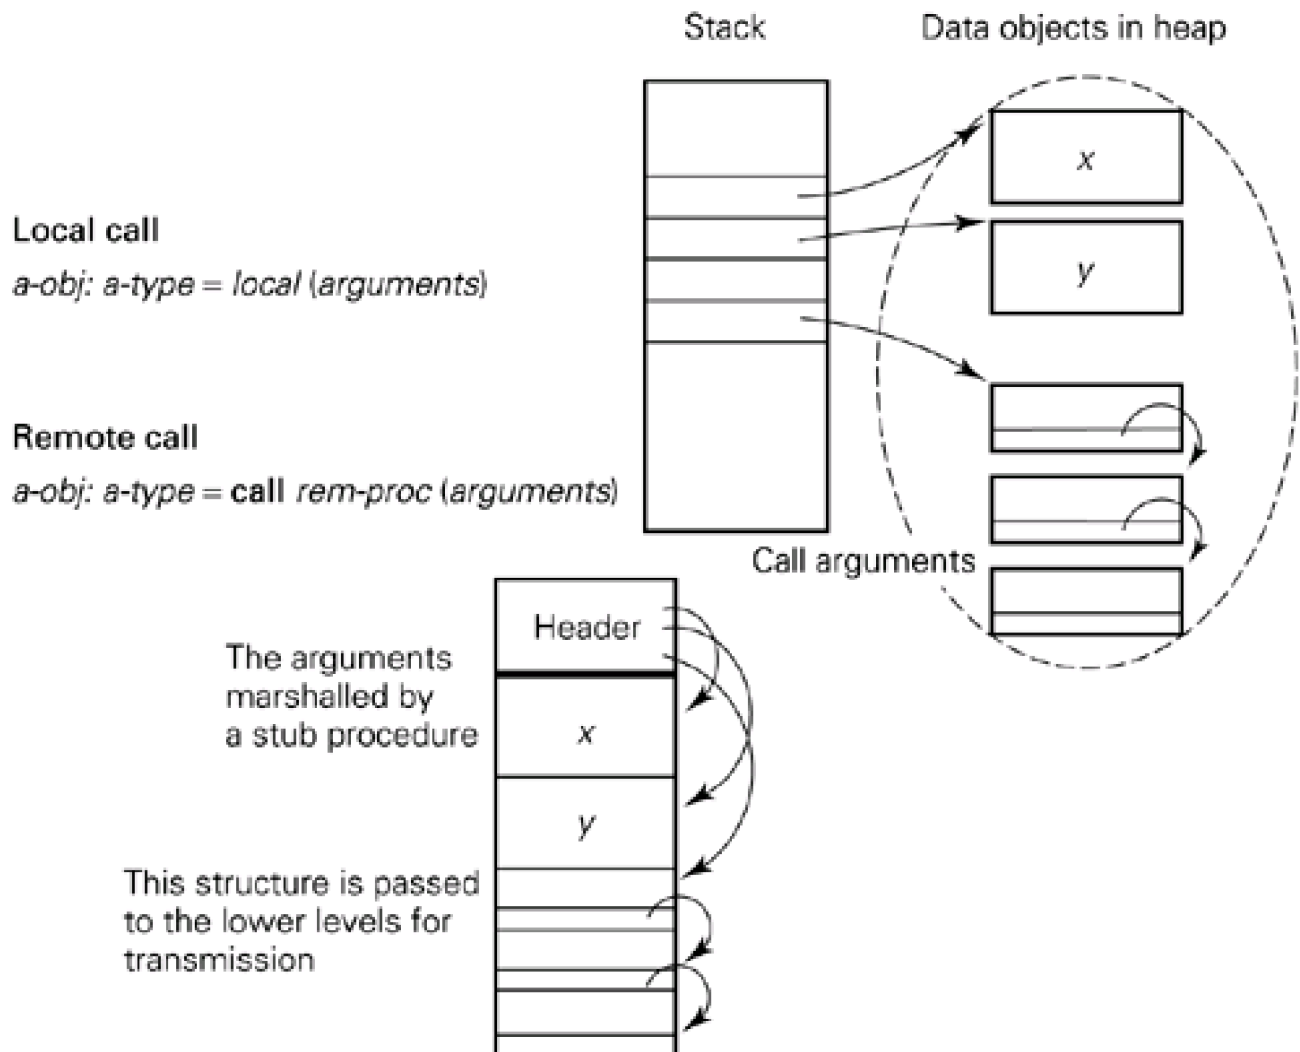 Stack
Data objects in heap
x
Local call
y
a-obj: a-type = local (arguments)
Remote call
a-obj: a-type = call rem-proc (arguments)
Call arguments
Header
The arguments
marshalled by
a stub procedure
x
y
This structure is passed
to the lower levels for
transmission